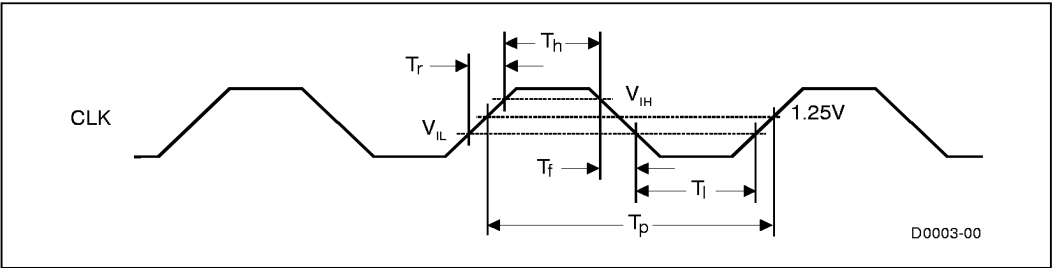 Th
Tr
VIH
CLK
1.25V
VIL
Tf
Tl
Tp
D0003-00